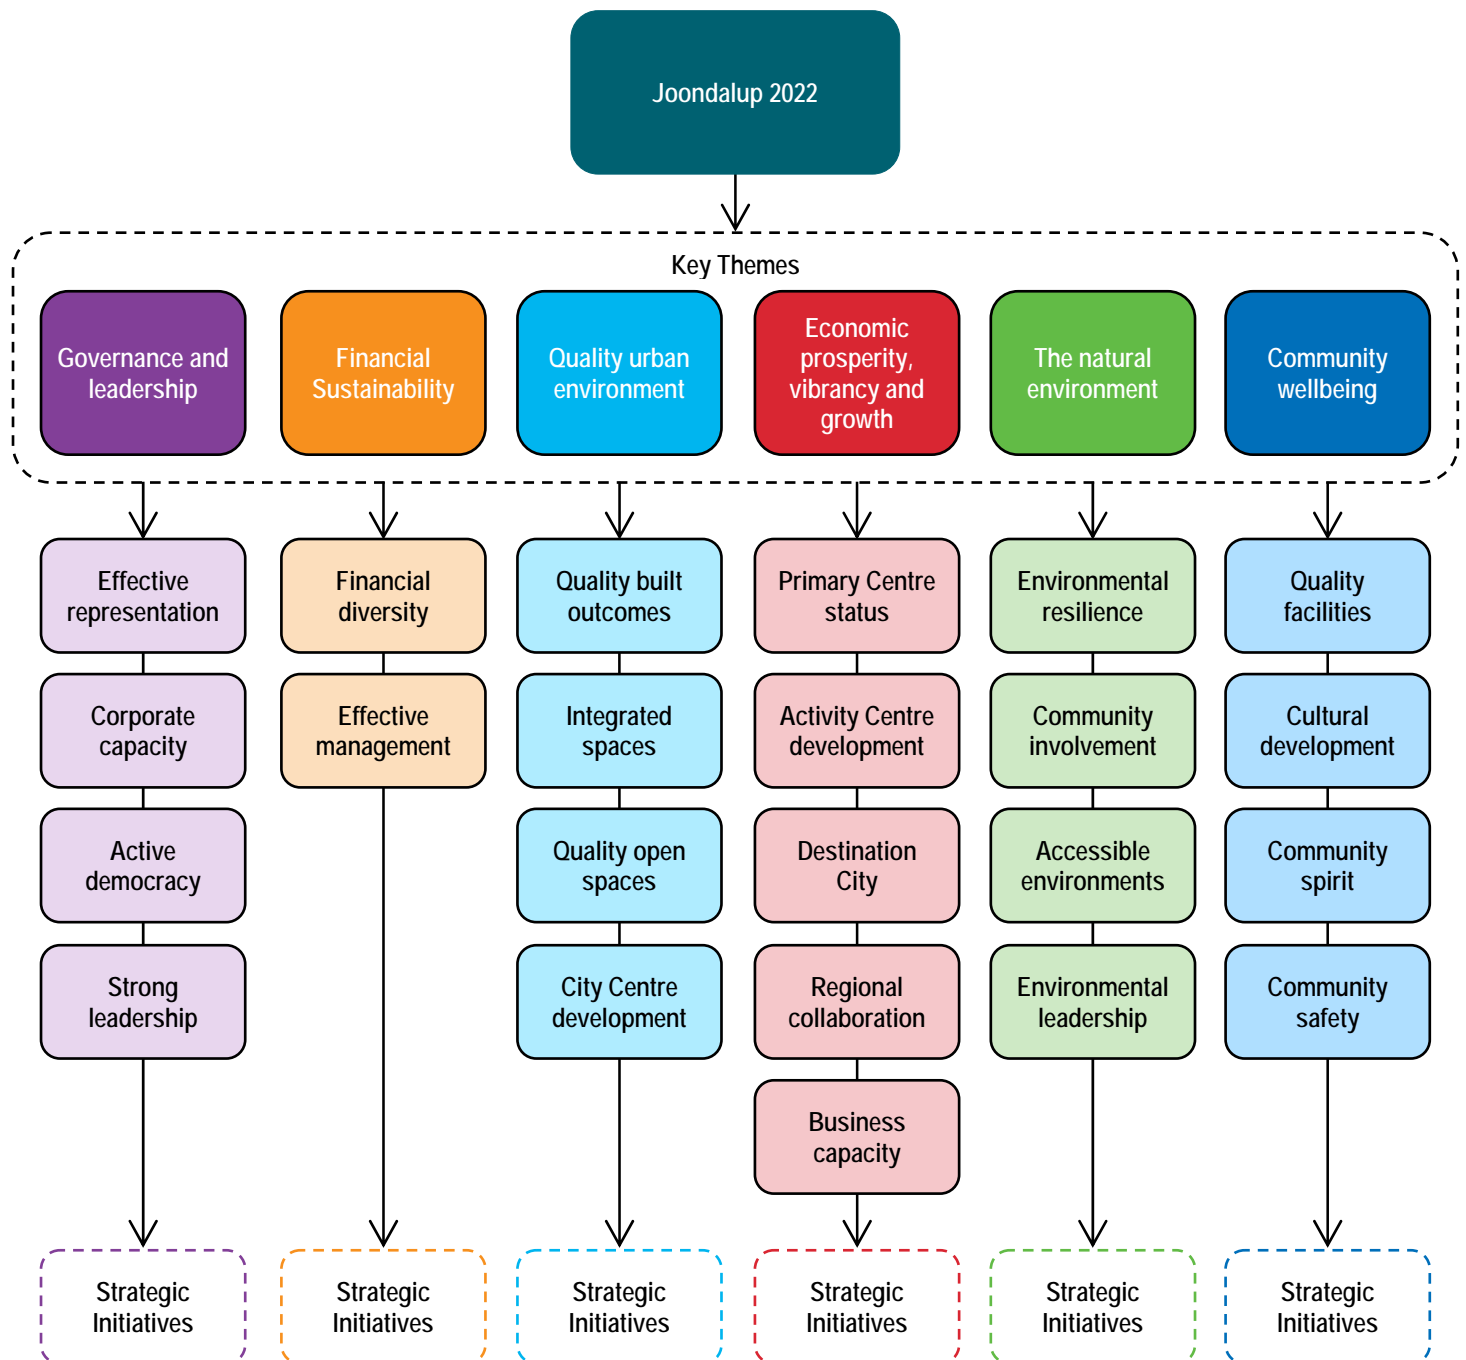 Joondalup 2022
Key Themes
Governance and
leadership
Financial
Sustainability
Quality urban
environment
Economic
prosperity,
vibrancy and
growth
The natural
environment
Community
wellbeing
Effective
representation
Financial
diversity
Quality built
outcomes
Primary Centre
status
Environmental
resilience
Quality
facilities
Corporate
capacity
Effective
management
Integrated
spaces
Activity Centre
development
Community
involvement
Cultural
development
Active
democracy
Quality open
spaces
Destination
City
Accessible
environments
Community
spirit
Strong
leadership
City Centre
development
Regional
collaboration
Environmental
leadership
Community
safety
Business
capacity
Strategic
Initiatives
Strategic
Initiatives
Strategic
Initiatives
Strategic
Initiatives
Strategic
Initiatives
Strategic
Initiatives